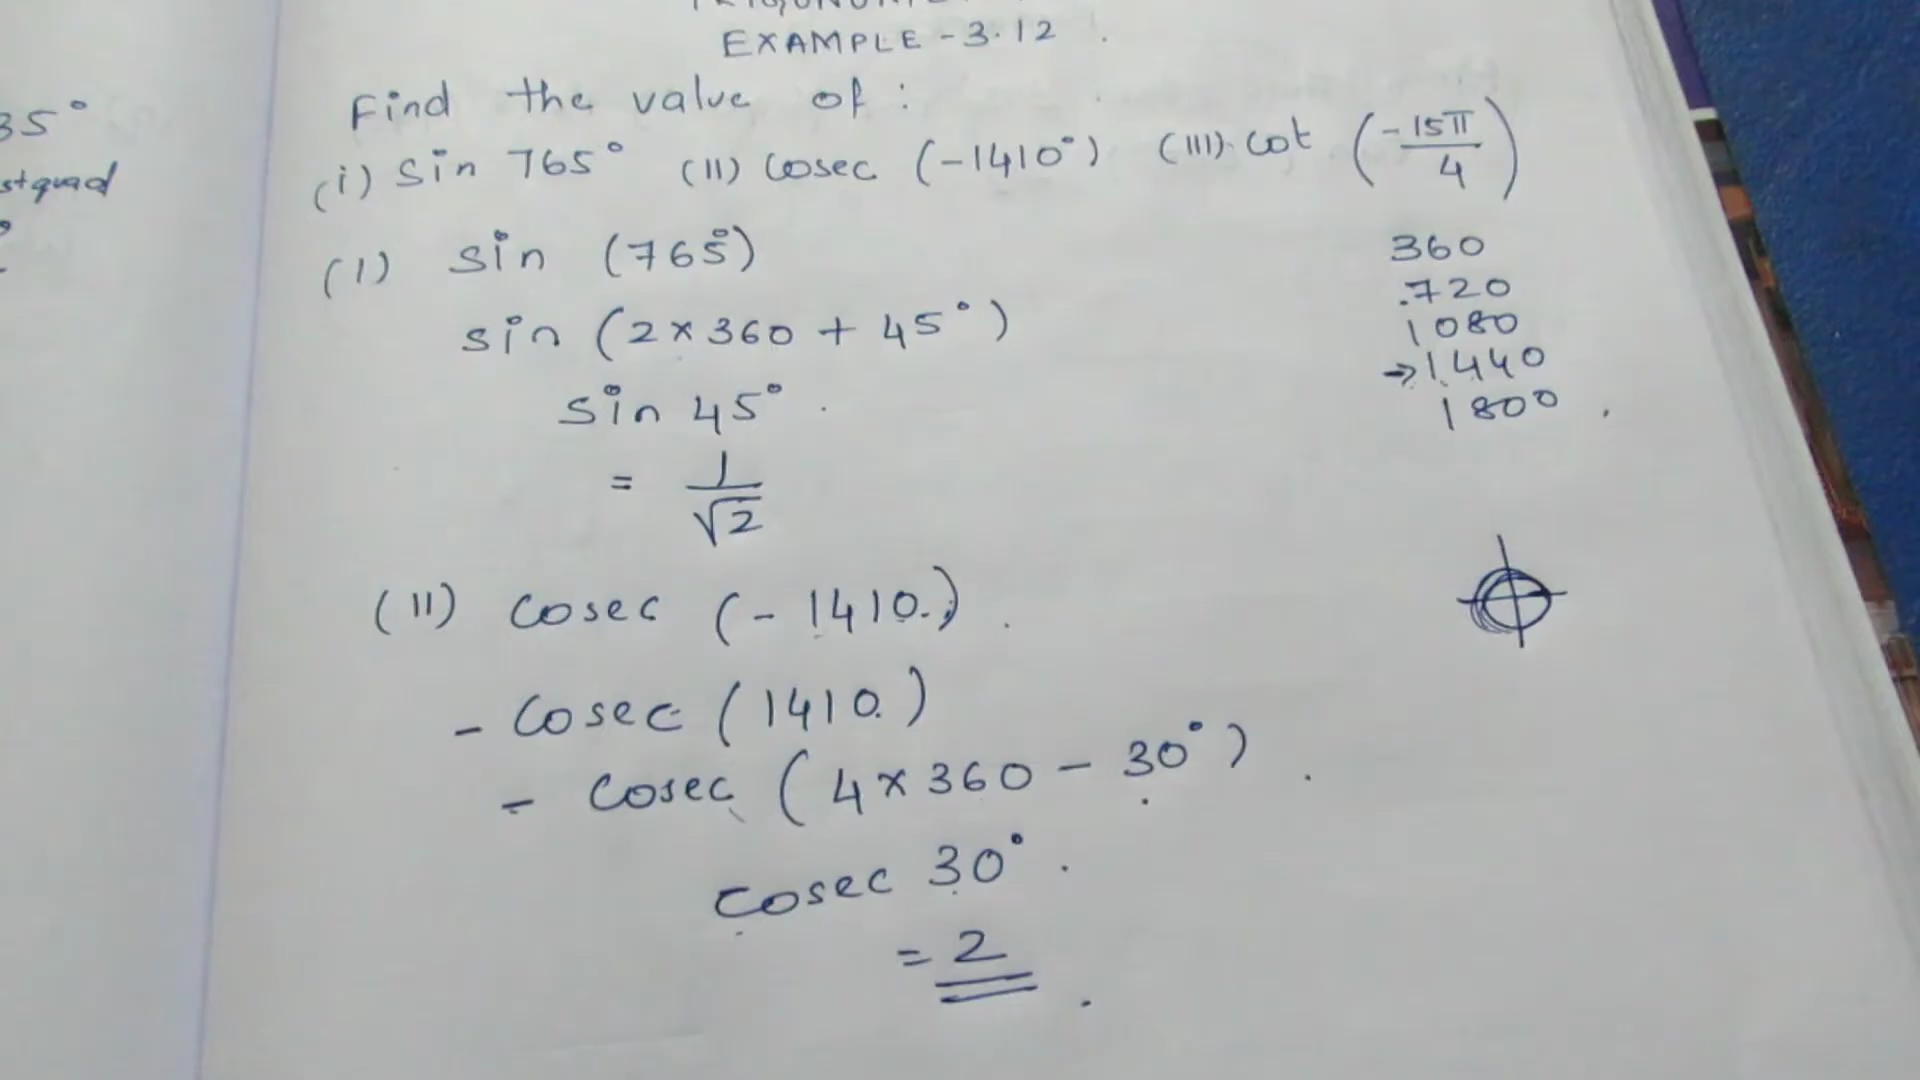 35°
st quad
EXAMPLE - 3.12
Find the value of :
(i) Sin 765° (II) Cosec (-1410°) (III) Cot (-15π/4)
(I) sin (765°)
sin (2×360 + 45°)
sin 45°
= 1/√2
360
720
1080
→1440
1800
(II) Cosec (-1410)
- Cosec (1410)
- Cosec (4×360 - 30°)
Cosec 30°
= 2